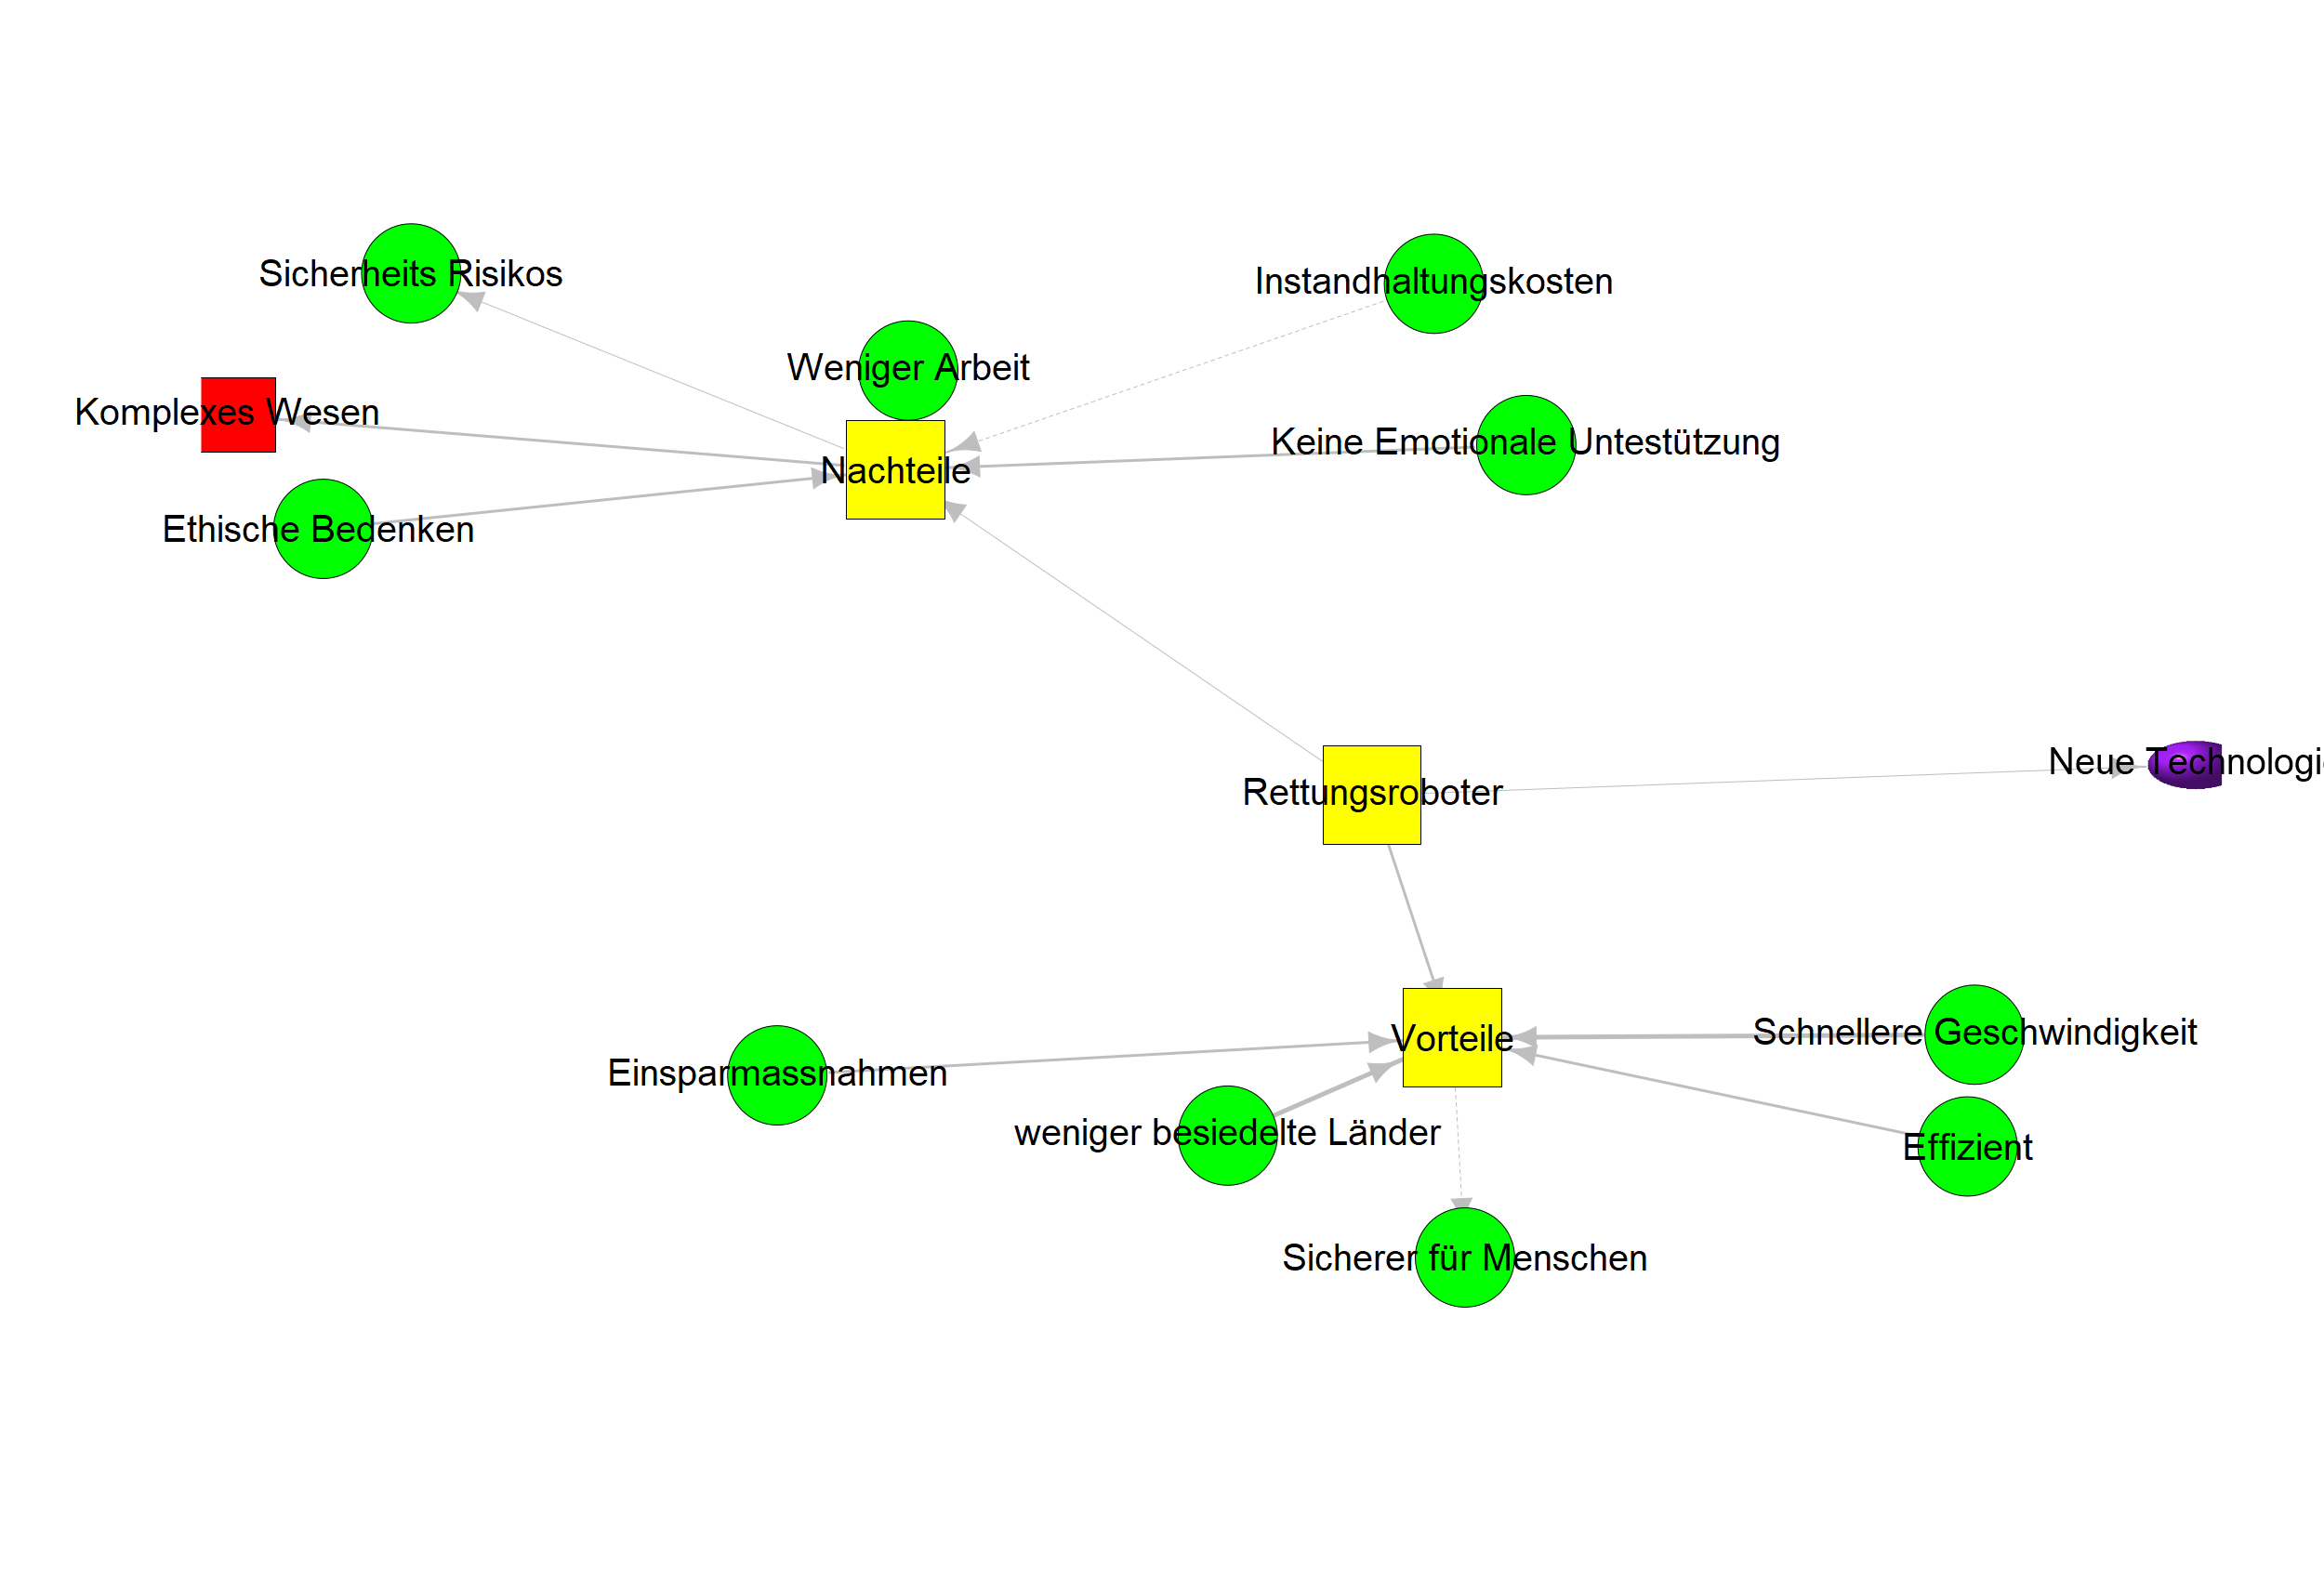 Sicherheits Risikos
Instandhaltungskosten
Weniger Arbeit
Komplexes Wesen
Keine Emotionale Untestützung
Nachteile
Ethische Bedenken
Neue Technologi
Rettungsroboter
Schnellere Geschwindigkeit
Vorteile
Einsparmassnahmen
weniger besiedelte Länder
Effizient
Sicherer für Menschen